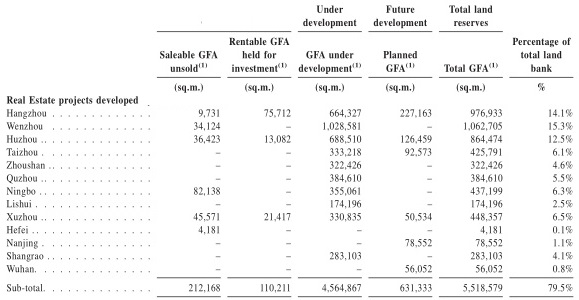 Under Future Total land
development development reserves
Rentable GFA Percentage of
Saleable GFA held for GFA under Planned total land
unsold(1) investment(1) development(1) GFA(1) Total GFA(1) bank
(sq.m.) (sq.m.) (sq.m.) (sq.m.) (sq.m.) %
Real Estate projects developed
Hangzhou . . . . . . . . . . . . . 9,731 75,712 664,327 227,163 976,933 14.1%
Wenzhou . . . . . . . . . . . . . 34,124 – 1,028,581 – 1,062,705 15.3%
Huzhou . . . . . . . . . . . . . . 36,423 13,082 688,510 126,459 864,474 12.5%
Taizhou . . . . . . . . . . . . . . – – 333,218 92,573 425,791 6.1%
Zhoushan . . . . . . . . . . . . . – – 322,426 – 322,426 4.6%
Quzhou . . . . . . . . . . . . . . – – 384,610 – 384,610 5.5%
Ningbo . . . . . . . . . . . . . . 82,138 – 355,061 – 437,199 6.3%
Lishui . . . . . . . . . . . . . . . – – 174,196 – 174,196 2.5%
Xuzhou . . . . . . . . . . . . . . 45,571 21,417 330,835 50,534 448,357 6.5%
Hefei . . . . . . . . . . . . . . . 4,181 – – – 4,181 0.1%
Nanjing . . . . . . . . . . . . . . – – – 78,552 78,552 1.1%
Shangrao . . . . . . . . . . . . . – – 283,103 – 283,103 4.1%
Wuhan. . . . . . . . . . . . . . . – – – 56,052 56,052 0.8%
Sub-total. . . . . . . . . . . . . . 212,168 110,211 4,564,867 631,333 5,518,579 79.5%